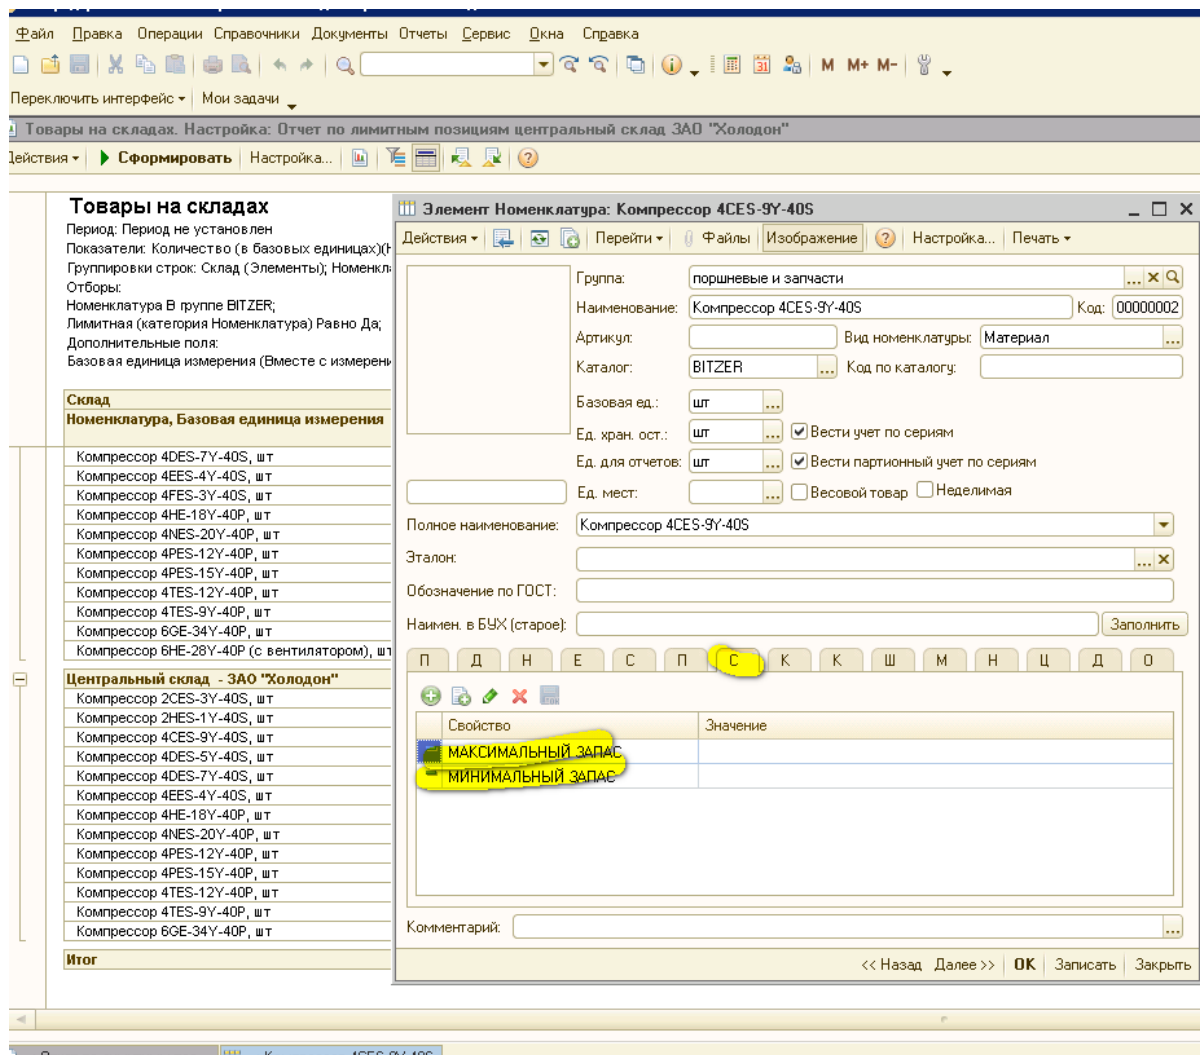 Файл Правка Операции Справочники Документы Отчеты Сервис Окна Справка
M M+ M-
Переключить интерфейс Мои задачи
Товары на складах. Настройка: Отчет по лимитным позициям центральный склад ЗАО "Холодон"
Действия Сформировать Настройка...
Товары на складах
Период: Период не установлен
Показатели: Количество (в базовых единицах)
Группировки строк: Склад (Элементы);
Отборы:
Номенклатура В группе BITZER;
Лимитная (категория Номенклатура) Равно Да;
Дополнительные поля:
Базовая единица измерения (Вместе с
Склад
Номенклатура, Базовая единица измерения
Компрессор 4DES-7Y-40S, шт
Компрессор 4EES-4Y-40S, шт
Компрессор 4FES-3Y-40S, шт
Компрессор 4HE-18Y-40P, шт
Компрессор 4NES-20Y-40P, шт
Компрессор 4PES-12Y-40P, шт
Компрессор 4PES-15Y-40P, шт
Компрессор 4TES-12Y-40P, шт
Компрессор 4TES-9Y-40P, шт
Компрессор 6GE-34Y-40P, шт
Компрессор 6HE-28Y-40P (с вентилятором), шт
Центральный склад - ЗАО "Холодон"
Компрессор 2CES-3Y-40S, шт
Компрессор 2HES-1Y-40S, шт
Компрессор 4CES-9Y-40S, шт
Компрессор 4DES-5Y-40S, шт
Компрессор 4DES-7Y-40S, шт
Компрессор 4EES-4Y-40S, шт
Компрессор 4HE-18Y-40P, шт
Компрессор 4NES-20Y-40P, шт
Компрессор 4PES-12Y-40P, шт
Компрессор 4PES-15Y-40P, шт
Компрессор 4TES-12Y-40P, шт
Компрессор 4TES-9Y-40P, шт
Компрессор 6GE-34Y-40P, шт
Итог
Элемент Номенклатура: Компрессор 4CES-9Y-40S
Действия Перейти Файлы Изображение Настройка... Печать
Группа: поршневые и запчасти
Наименование: Компрессор 4CES-9Y-40S Код: 00000002
Артикул: Вид номенклатуры: Материал
Каталог: BITZER Код по каталогу:
Базовая ед.: шт
Ед. хран. ост.: шт Вести учет по сериям
Ед. для отчетов: шт Вести партионный учет по сериям
Ед. мест: Весовой товар Неделимая
Полное наименование: Компрессор 4CES-9Y-40S
Эталон:
Обозначение по ГОСТ:
Наимен. в БУХ (старое): Заполнить
П Д Н Е С П С К К Ш М Н Ц Д О
Свойство Значение
МАКСИМАЛЬНЫЙ ЗАПАС
МИНИМАЛЬНЫЙ ЗАПАС
Комментарий:
<< Назад Далее >> OK Записать Закрыть